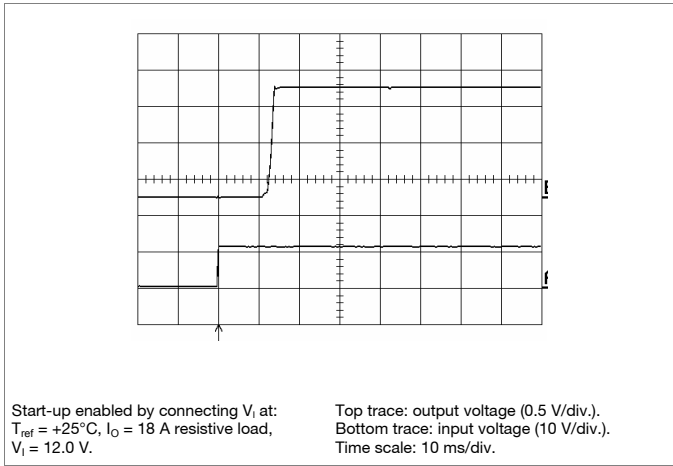 Start-up enabled by connecting V_I at:
T_ref = +25°C, I_O = 18 A resistive load,
V_I = 12.0 V.
Top trace: output voltage (0.5 V/div.).
Bottom trace: input voltage (10 V/div.).
Time scale: 10 ms/div.